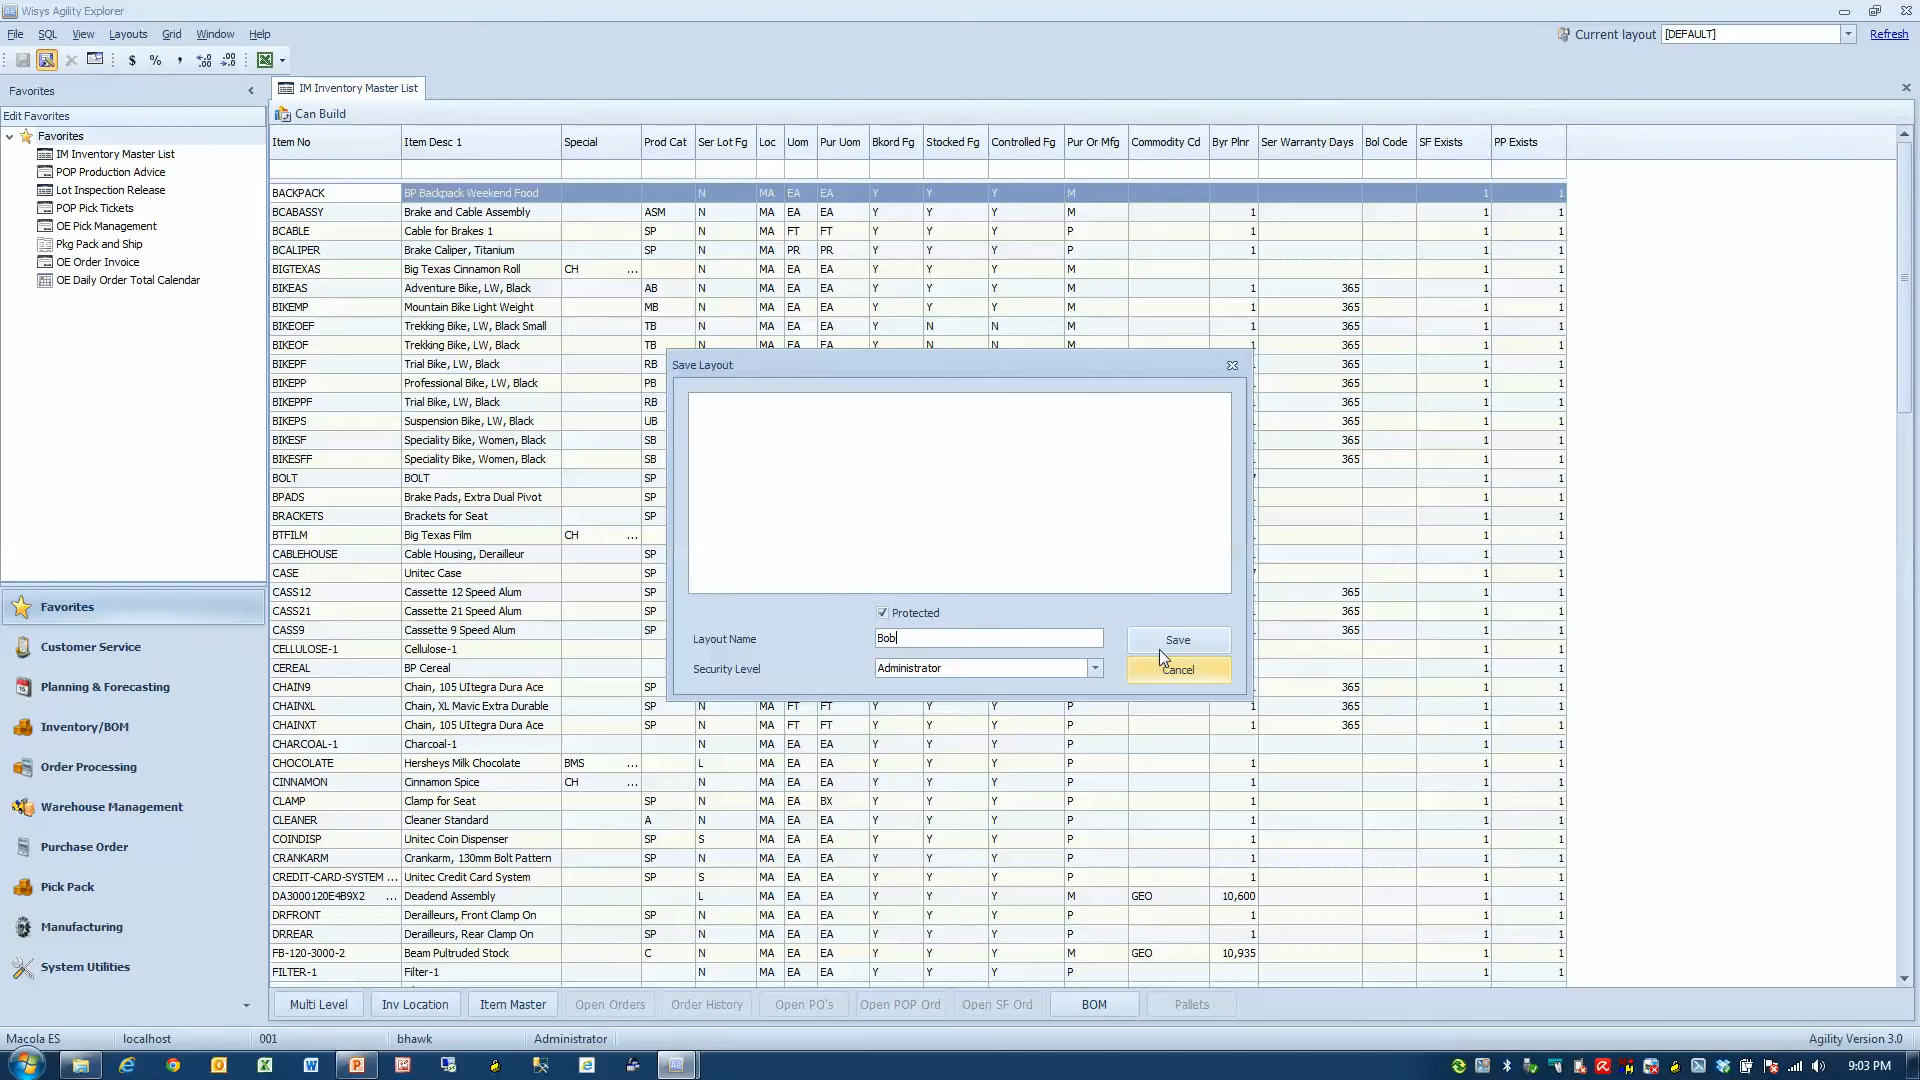 Wisys Agility Explorer
File SQL View Layouts Grid Window Help
Current layout [DEFAULT] Refresh
$ % ,
Favorites
IM Inventory Master List
Edit Favorites
Can Build
Favorites
IM Inventory Master List
POP Production Advice
Lot Inspection Release
POP Pick Tickets
OE Pick Management
Pkg Pack and Ship
OE Order Invoice
OE Daily Order Total Calendar
Favorites
Customer Service
Planning & Forecasting
Inventory/BOM
Order Processing
Warehouse Management
Purchase Order
Pick Pack
Manufacturing
System Utilities
Item No Item Desc 1 Special Prod Cat Ser Lot Fg Loc Uom Pur Uom Bkord Fg Stocked Fg Controlled Fg Pur Or Mfg Commodity Cd Byr Plnr Ser Warranty Days Bol Code SF Exists PP Exists
BACKPACK BP Backpack Weekend Food N MA EA EA Y Y Y M 1 1
BCABASSY Brake and Cable Assembly ASM N MA EA EA Y Y Y M 1 1 1
BCABLE Cable for Brakes 1 SP N MA FT FT Y Y Y P 1 1 1
BCALIPER Brake Caliper, Titanium SP N MA PR PR Y Y Y P 1 1 1
BIGTEXAS Big Texas Cinnamon Roll CH ... N MA EA EA Y Y Y M 1 1
BIKEAS Adventure Bike, LW, Black AB N MA EA EA Y Y Y M 1 365 1 1
BIKEMP Mountain Bike Light Weight MB N MA EA EA Y Y Y M 1 365 1 1
BIKEOEF Trekking Bike, LW, Black Small TB N MA EA EA Y N N M 1 365 1 1
BIKEOF Trekking Bike, LW, Black TB N MA EA EA Y N N M 1 365 1 1
BIKEPF Trial Bike, LW, Black RB 365 1 1
BIKEPP Professional Bike, LW, Black PB 365 1 1
BIKEPPF Trial Bike, LW, Black RB 365 1 1
BIKEPS Suspension Bike, LW, Black UB 365 1 1
BIKESF Speciality Bike, Women, Black SB 365 1 1
BIKESFF Speciality Bike, Women, Black SB 365 1 1
BOLT BOLT SP 1 1
BPADS Brake Pads, Extra Dual Pivot SP 1 1
BRACKETS Brackets for Seat SP 1 1
BTFILM Big Texas Film CH ... 1 1
CABLEHOUSE Cable Housing, Derailleur SP 1 1
CASE Unitec Case SP 1 1
CASS12 Cassette 12 Speed Alum SP 365 1 1
CASS21 Cassette 21 Speed Alum SP 365 1 1
CASS9 Cassette 9 Speed Alum SP 365 1 1
CELLULOSE-1 Cellulose-1 1 1
CEREAL BP Cereal 1 1
CHAIN9 Chain, 105 UItegra Dura Ace SP 365 1 1
CHAINXL Chain, XL Mavic Extra Durable SP N MA FT FT Y Y Y P 1 365 1 1
CHAINXT Chain, 105 UItegra Dura Ace SP N MA FT FT Y Y Y P 1 365 1 1
CHARCOAL-1 Charcoal-1 N MA EA EA Y Y Y P 1 1
CHOCOLATE Hersheys Milk Chocolate BMS ... L MA EA EA Y Y Y P 1 1 1
CINNAMON Cinnamon Spice CH ... N MA EA EA Y Y Y P 1 1 1
CLAMP Clamp for Seat SP N MA EA BX Y Y Y P 1 1 1
CLEANER Cleaner Standard A N MA EA EA Y Y Y P 1 1 1
COINDISP Unitec Coin Dispenser SP S MA EA EA Y Y Y P 1 1 1
CRANKARM Crankarm, 130mm Bolt Pattern SP N MA EA EA Y Y Y P 1 1 1
CREDIT-CARD-SYSTEM ... Unitec Credit Card System SP S MA EA EA Y Y Y P 1 1 1
DA3000120E4B9X2 ... Deadend Assembly L MA EA EA Y Y Y M GEO 10,600 1 1
DRFRONT Derailleurs, Front Clamp On SP N MA EA EA Y Y Y P 1 1 1
DRREAR Derailleurs, Rear Clamp On SP N MA EA EA Y Y Y P 1 1 1
FB-120-3000-2 Beam Pultruded Stock C N MA EA EA Y Y Y M GEO 10,935 1 1
FILTER-1 Filter-1 N MA EA EA Y Y Y P 1 1
Save Layout
Protected
Layout Name Bob Save
Security Level Administrator Cancel
Multi Level Inv Location Item Master Open Orders Order History Open PO's Open POP Ord Open SF Ord BOM Pallets
Macola ES localhost 001 bhawk Administrator Agility Version 3.0
9:03 PM